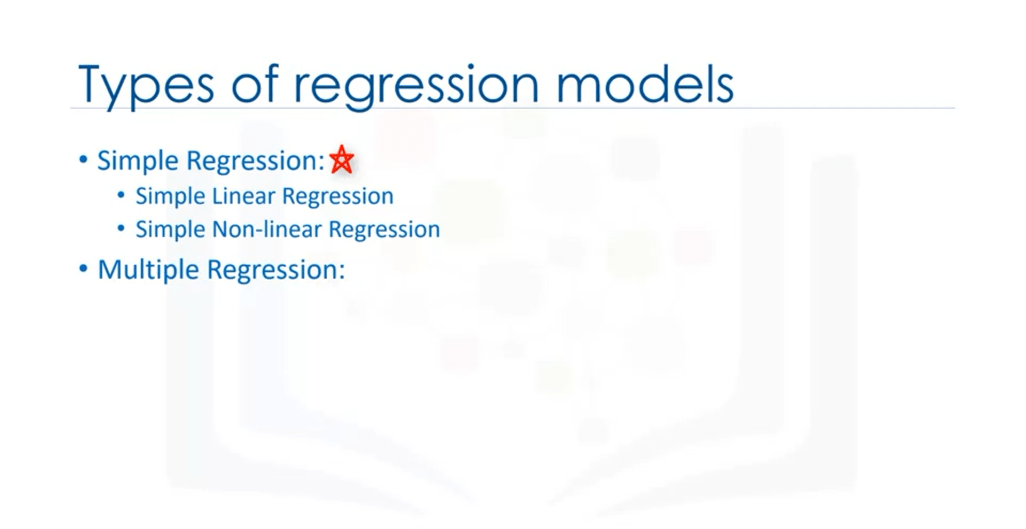 Types of regression models
• Simple Regression:
• Simple Linear Regression
• Simple Non-linear Regression
• Multiple Regression: